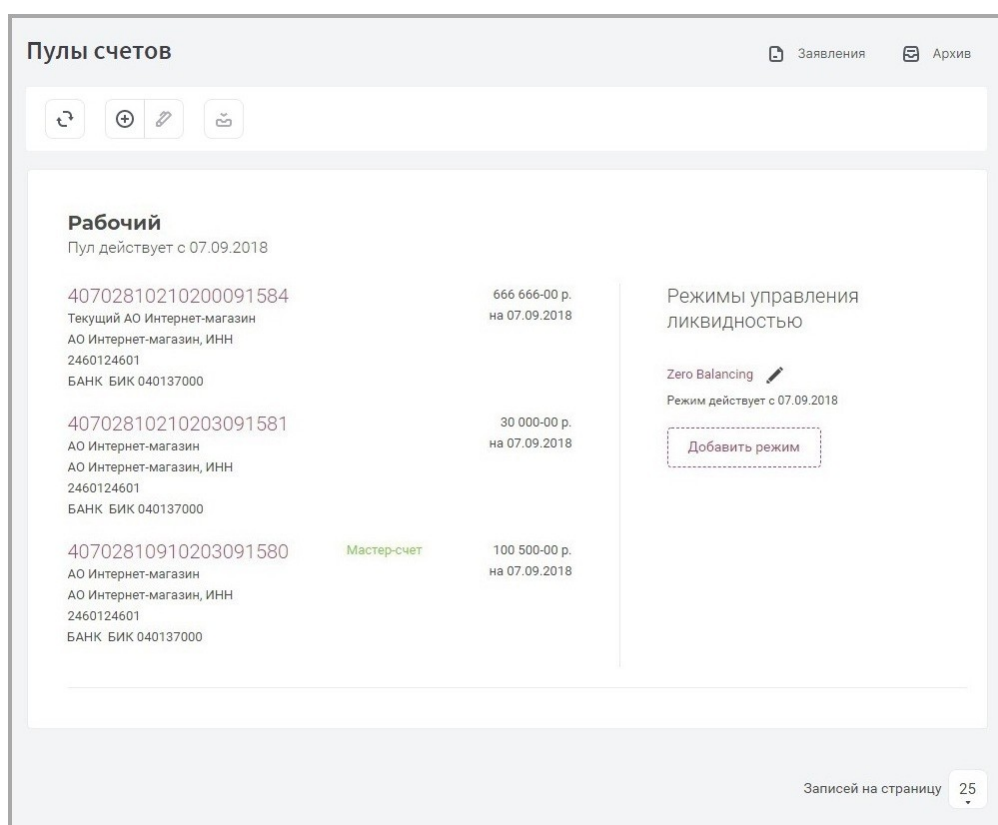 Пулы счетов
Заявления
Архив
Рабочий
Пул действует с 07.09.2018
40702810210200091584
666 666-00 р.
Текущий АО Интернет-магазин
на 07.09.2018
АО Интернет-магазин, ИНН
2460124601
БАНК БИК 040137000
40702810210203091581
30 000-00 р.
АО Интернет-магазин
на 07.09.2018
АО Интернет-магазин, ИНН
2460124601
БАНК БИК 040137000
40702810910203091580
Мастер-счет
100 500-00 р.
АО Интернет-магазин
на 07.09.2018
АО Интернет-магазин, ИНН
2460124601
БАНК БИК 040137000
Режимы управления
ликвидностью
Zero Balancing
Режим действует с 07.09.2018
Добавить режим
Записей на страницу 25